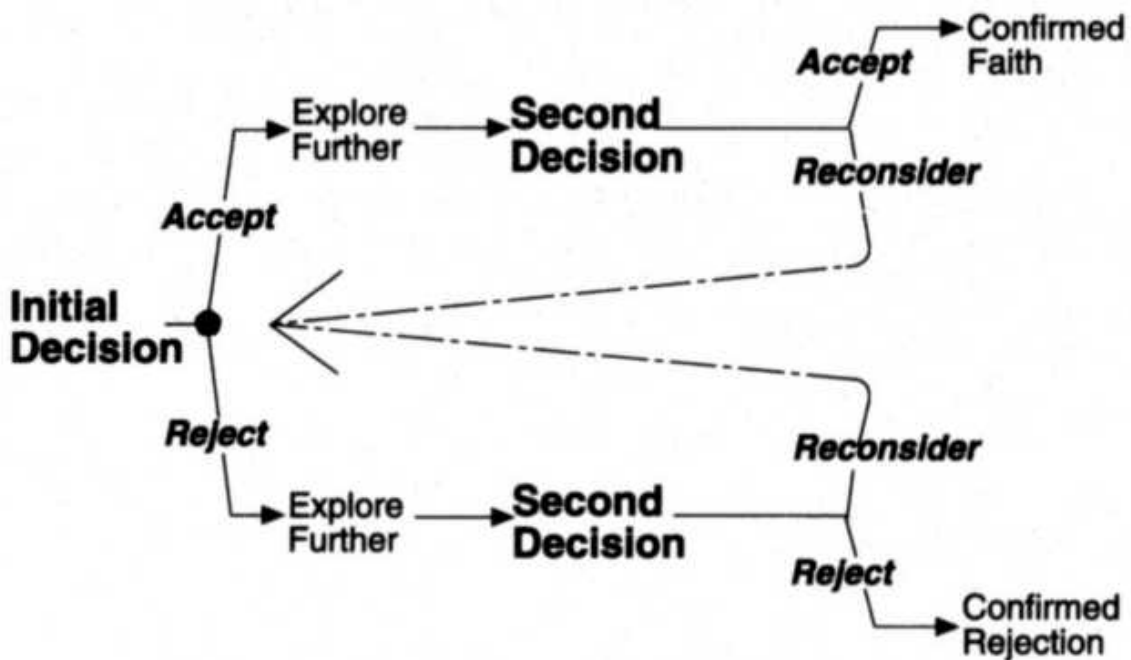 Confirmed
Faith
Accept
Explore
Further
Second
Decision
Reconsider
Accept
Initial
Decision
Reject
Reconsider
Explore
Further
Second
Decision
Reject
Confirmed
Rejection